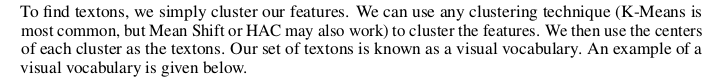 To find textons, we simply cluster our features. We can use any clustering technique (K-Means is
most common, but Mean Shift or HAC may also work) to cluster the features. We then use the centers
of each cluster as the textons. Our set of textons is known as a visual vocabulary. An example of a
visual vocabulary is given below.